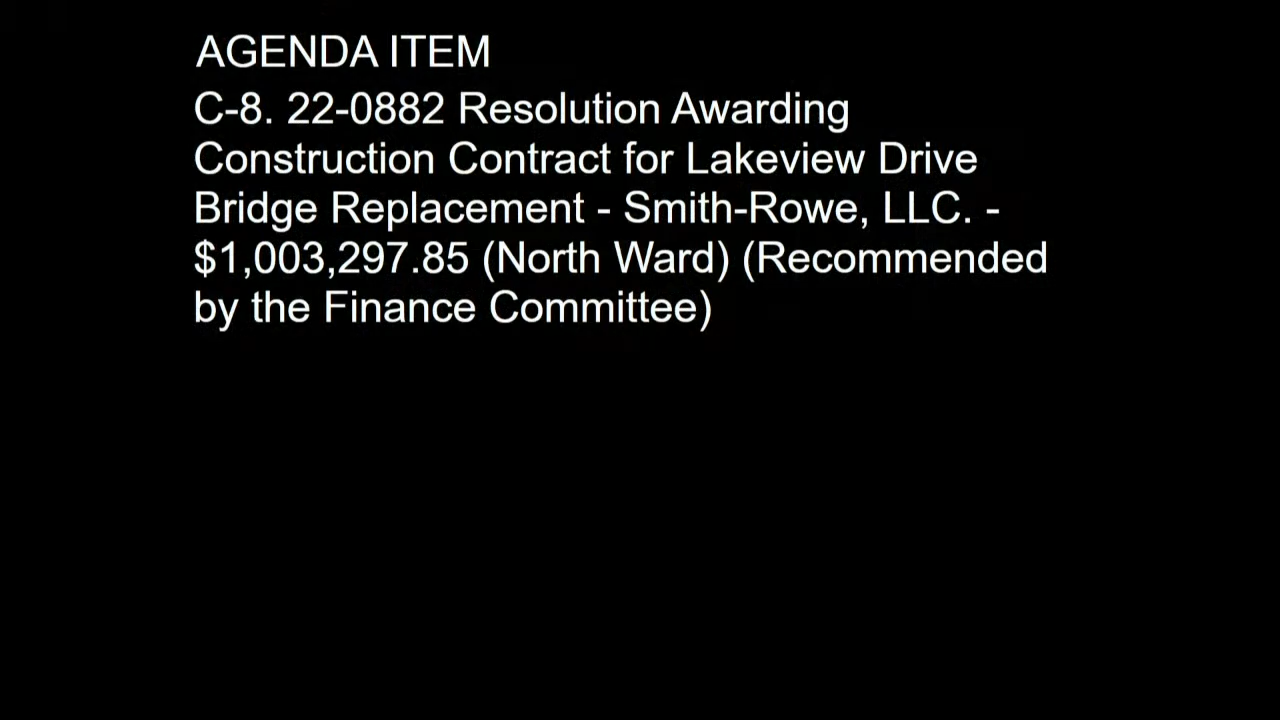 AGENDA ITEM
C-8. 22-0882 Resolution Awarding
Construction Contract for Lakeview Drive
Bridge Replacement - Smith-Rowe, LLC. -
$1,003,297.85 (North Ward) (Recommended
by the Finance Committee)